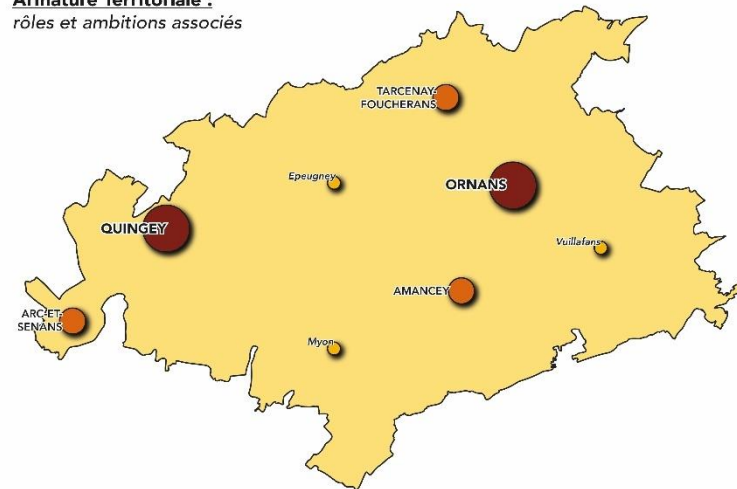 Armature Territoriale :
rôles et ambitions associés
TARCENAY-
FOUCHERANS
Epeugney
ORNANS
QUINGEY
Vuillafans
AMANCEY
ARC-ET-
SENANS
Myon